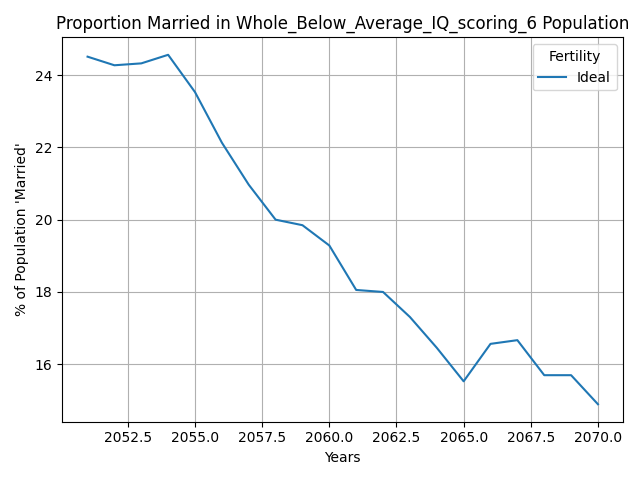 Proportion Married in Whole_Below_Average_IQ_scoring_6 Population
Fertility
Ideal
% of Population 'Married'
24
22
20
18
16
2052.5 2055.0 2057.5 2060.0 2062.5 2065.0 2067.5 2070.0
Years